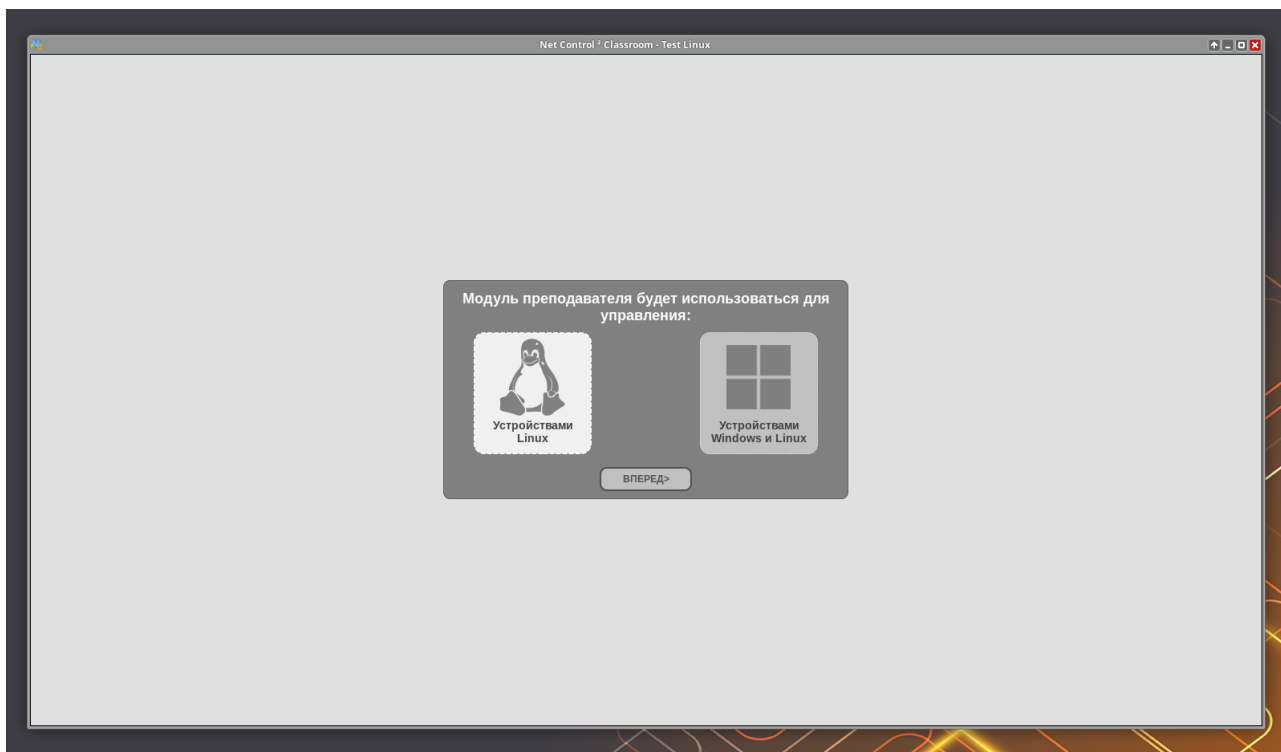 Net Control ² Classroom - Test Linux
Модуль преподавателя будет использоваться для
управления:
Устройствами
Linux
Устройствами
Windows и Linux
ВПЕРЕД>